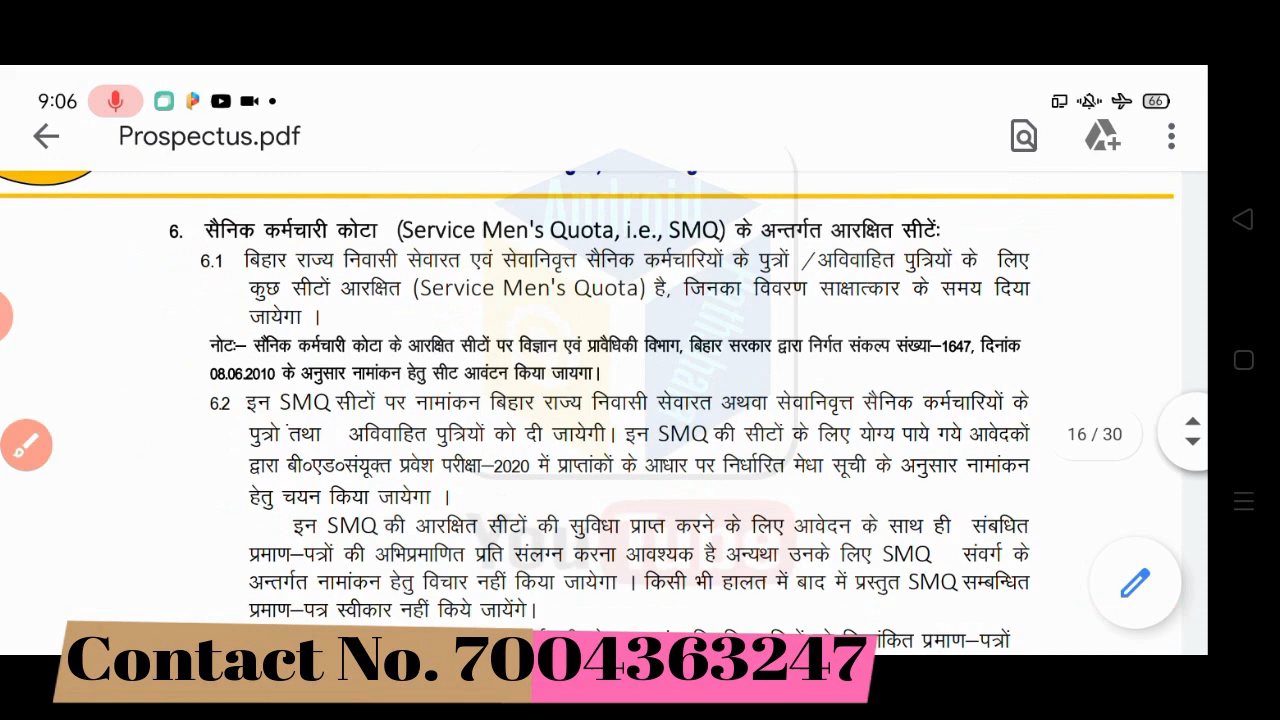 9:06
66
Prospectus.pdf
6. सैनिक कर्मचारी कोटा (Service Men's Quota, i.e., SMQ) के अन्तर्गत आरक्षित सीटेंः
6.1 बिहार राज्य निवासी सेवारत एवं सेवानिवृत्त सैनिक कर्मचारियों के पुत्रों /अविवाहित पुत्रियों के लिए
कुछ सीटों आरक्षित (Service Men's Quota) है, जिनका विवरण साक्षात्कार के समय दिया
जायेगा ।
नोटः– सैनिक कर्मचारी कोटा के आरक्षित सीटों पर विज्ञान एवं प्रावैधिकी विभाग, बिहार सरकार द्वारा निर्गत संकल्प संख्या–1647, दिनांक
08.06.2010 के अनुसार नामांकन हेतु सीट आवंटन किया जायगा।
6.2 इन SMQ सीटों पर नामांकन बिहार राज्य निवासी सेवारत अथवा सेवानिवृत्त सैनिक कर्मचारियों के
पुत्रो तथा अविवाहित पुत्रियों को दी जायेगी। इन SMQ की सीटों के लिए योग्य पाये गये आवेदकों
द्वारा बी०एड०संयूक्त प्रवेश परीक्षा–2020 में प्राप्तांकों के आधार पर निर्धारित मेधा सूची के अनुसार नामांकन
हेतु चयन किया जायेगा ।
इन SMQ की आरक्षित सीटों की सुविधा प्राप्त करने के लिए आवेदन के साथ ही संबधित
प्रमाण–पत्रों की अभिप्रमाणित प्रति संलग्न करना आवश्यक है अन्यथा उनके लिए SMQ संवर्ग के
अन्तर्गत नामांकन हेतु विचार नहीं किया जायेगा । किसी भी हालत में बाद में प्रस्तुत SMQ सम्बन्धित
प्रमाण–पत्र स्वीकार नहीं किये जायेंगे।
प्रमाण–पत्रों
16 / 30
Android
YouTube
Contact No. 7004363247